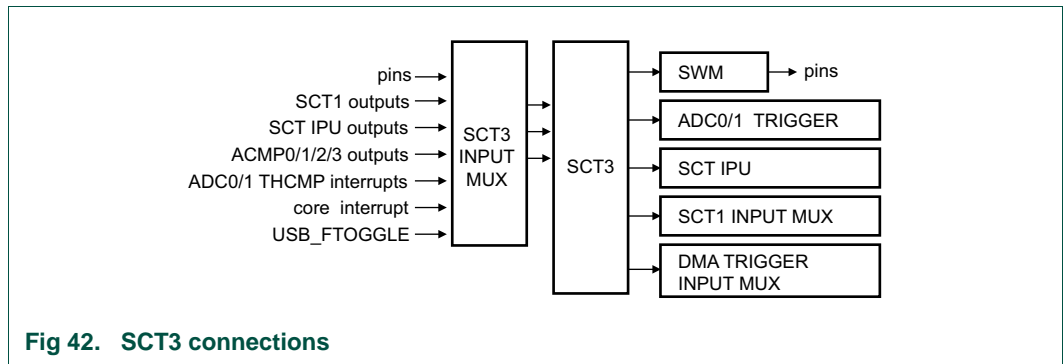 pins
SCT1 outputs
SCT IPU outputs
ACMP0/1/2/3 outputs
ADC0/1 THCMP interrupts
core interrupt
USB_FTOGGLE
SCT3
INPUT
MUX
SCT3
SWM
pins
ADC0/1 TRIGGER
SCT IPU
SCT1 INPUT MUX
DMA TRIGGER
INPUT MUX
Fig 42. SCT3 connections